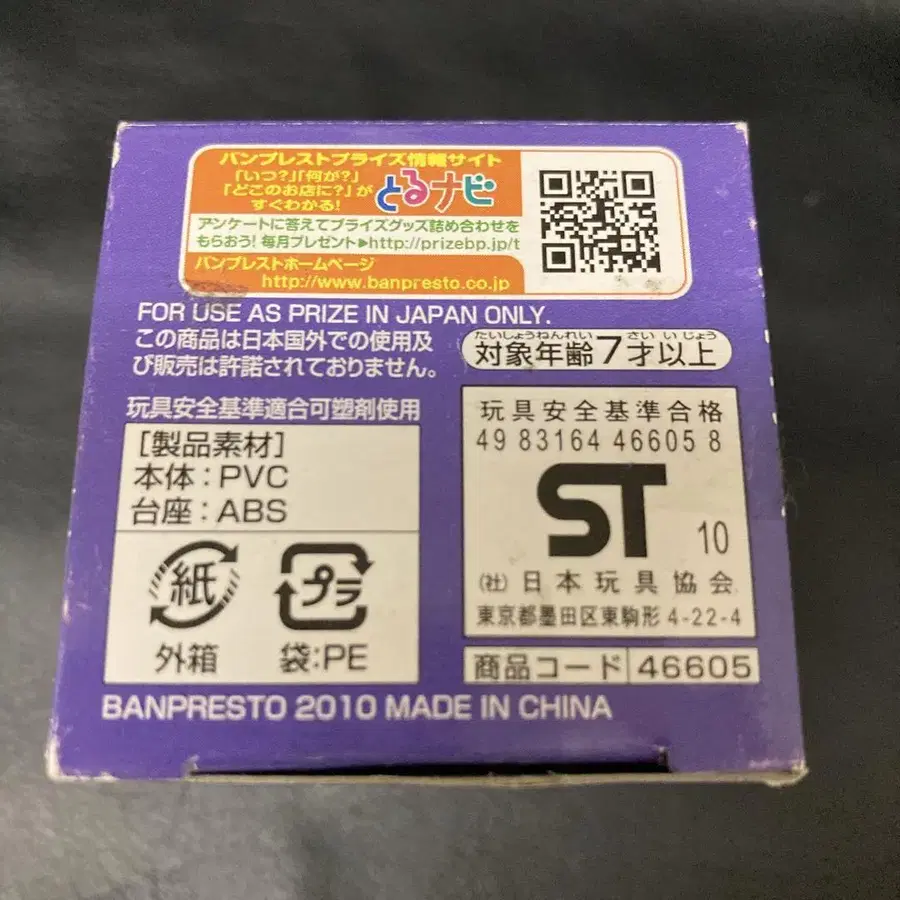 バンプレストプライズ情報サイト
「いつ?」「何が?」
「どこのお店に?」が
すぐわかる!
とるナビ
アンケートに答えてプライズグッズ詰め合わせを
もらおう! 毎月プレゼント▶http://prizebp.jp/t
バンプレストホームページ
http://www.banpresto.co.jp
FOR USE AS PRIZE IN JAPAN ONLY.
この商品は日本国外での使用及
び販売は許諾されておりません。
たいしょうねんれい さい いじょう
対象年齢7才以上
玩具安全基準適合可塑剤使用
[製品素材]
本体:PVC
台座:ABS
紙
外箱
プラ
袋:PE
玩具安全基準合格
49 83164 46605 8
ST
10
(社)日本玩具協会
東京都墨田区東駒形 4-22-4
商品コード 46605
BANPRESTO 2010 MADE IN CHINA